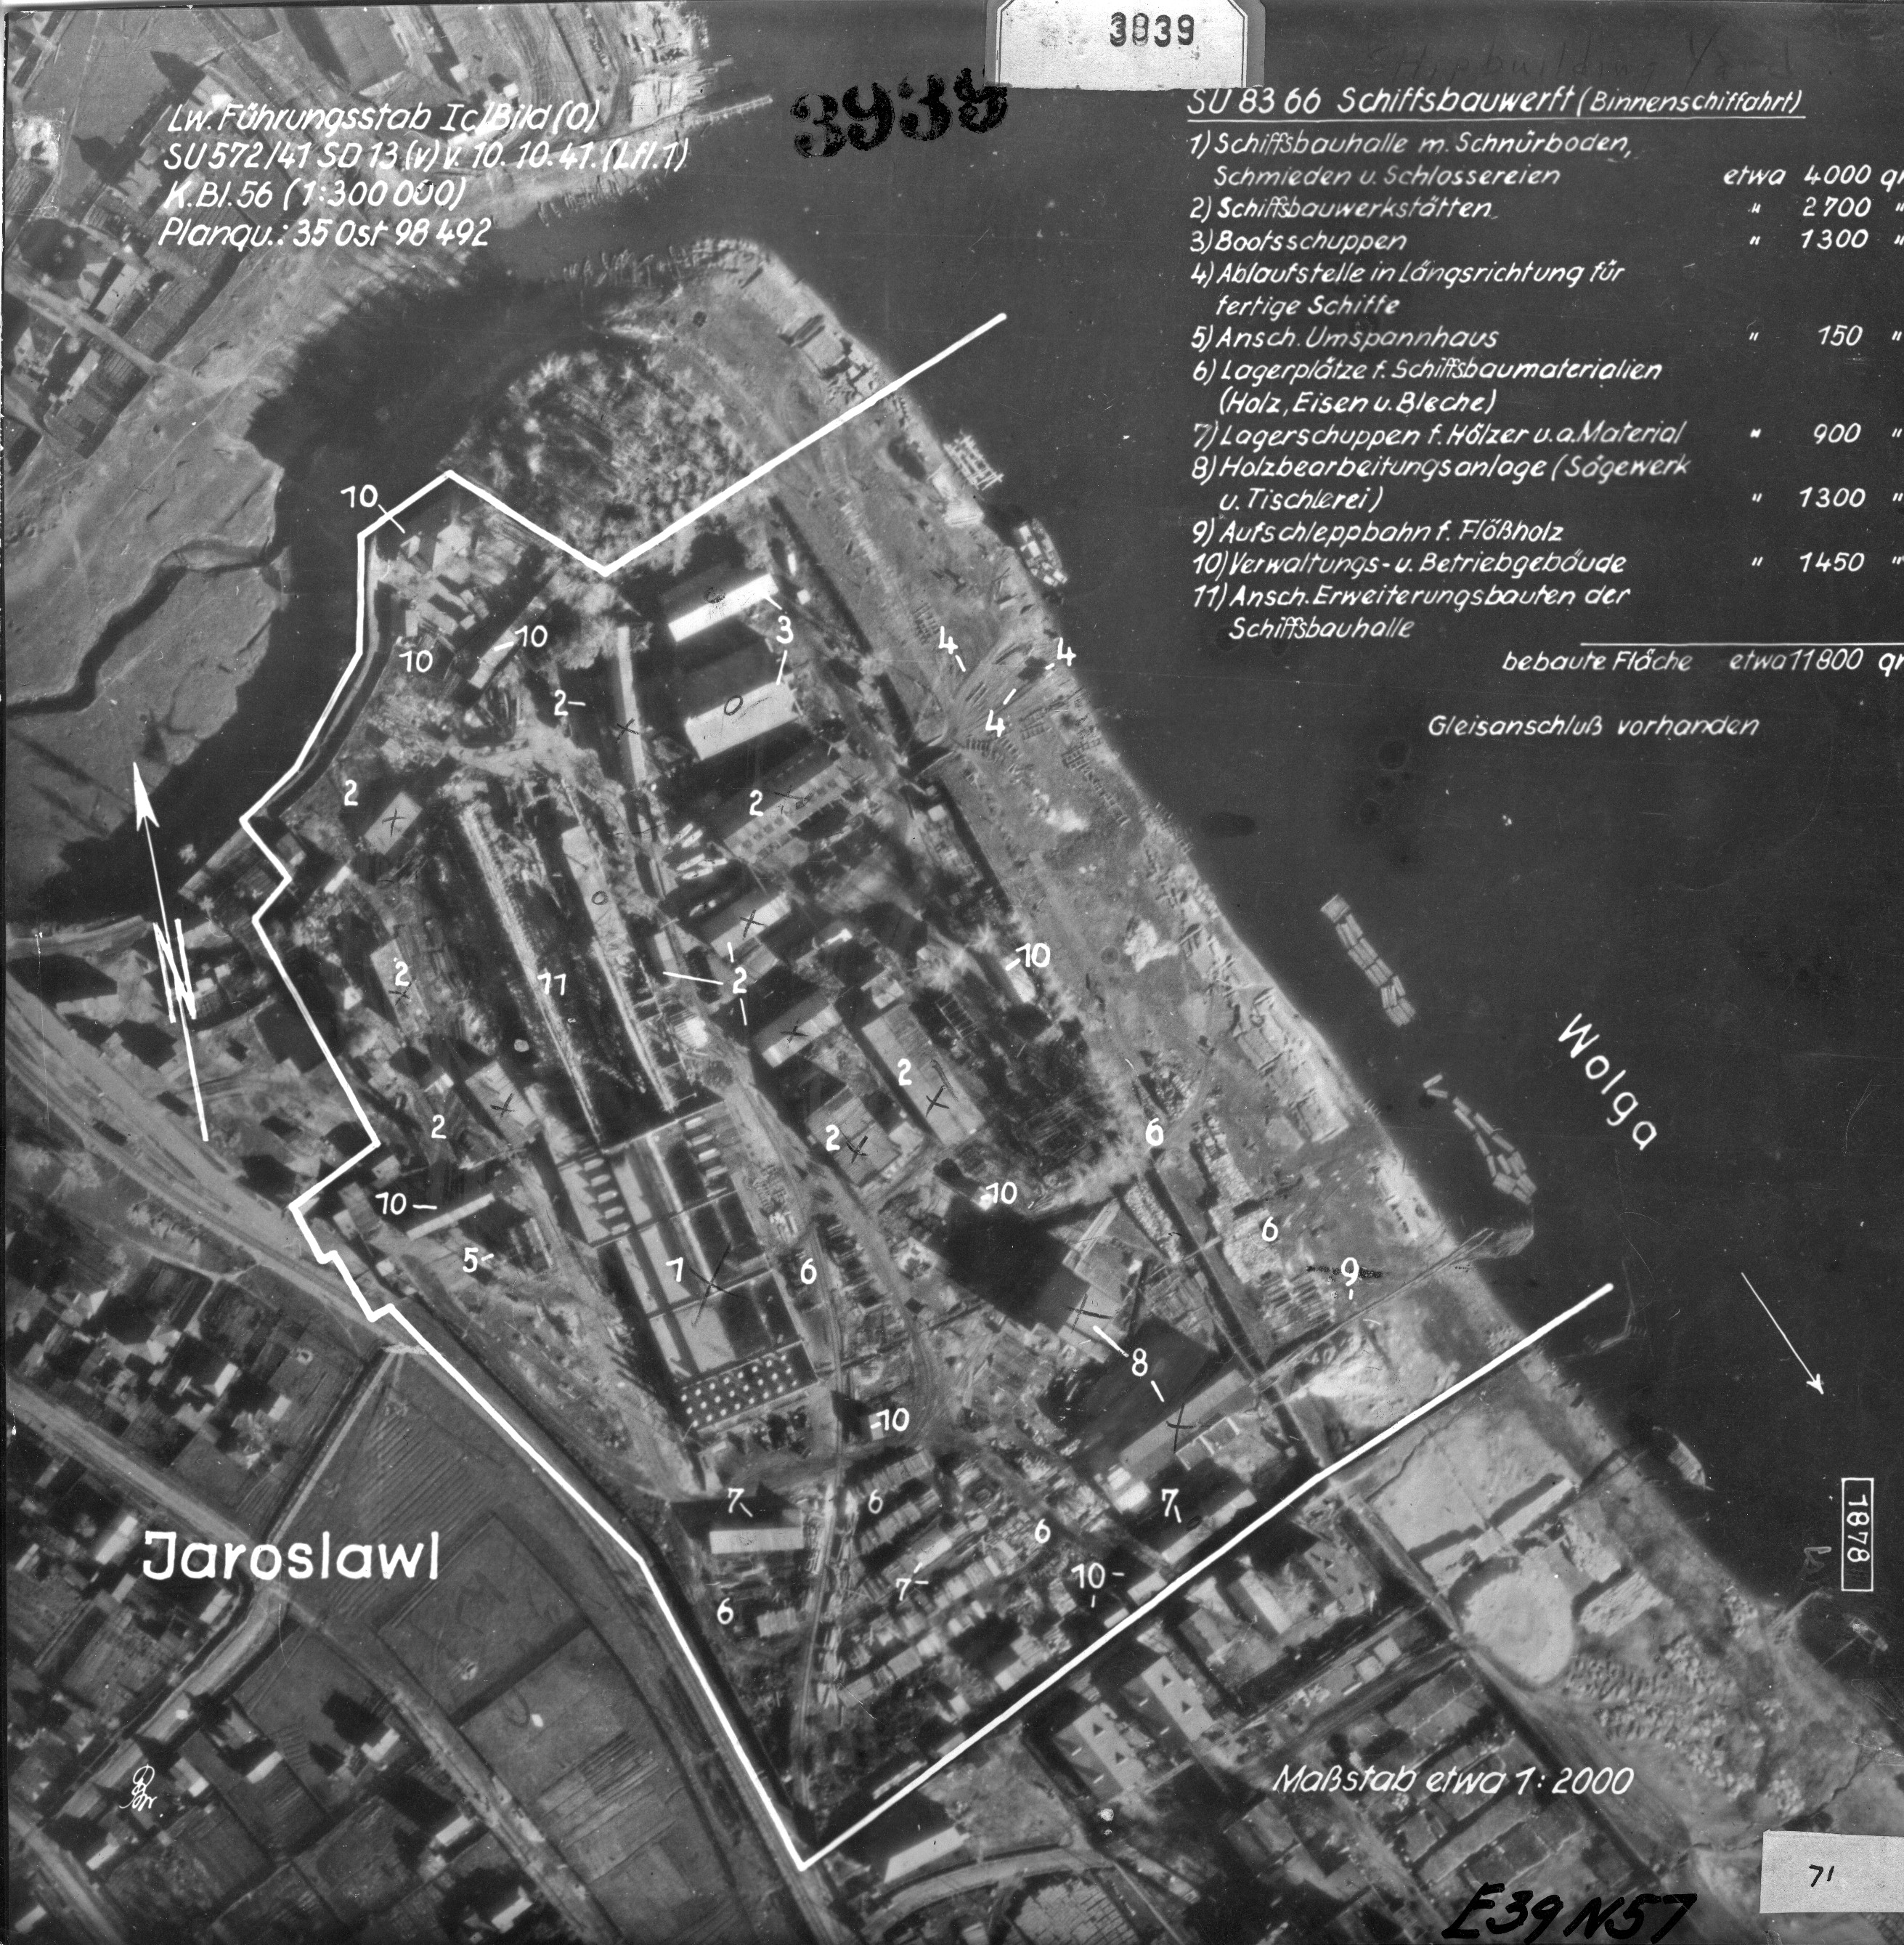 3839
3938
Shipbuilding Yard
Lw. Führungsstab Ic/Bild (O)
SU 572/41 SD 13 (v) v. 10. 10. 41. (Lfl. 1)
K. Bl. 56 (1:300 000)
Planqu.: 35 Ost 98 492
SU 83 66 Schiffsbauwerft (Binnenschiffahrt)
1) Schiffsbauhalle m. Schnürboden,
Schmieden u. Schlossereien etwa 4000 q
2) Schiffsbauwerkstätten " 2700 "
3) Bootsschuppen " 1300 "
4) Ablaufstelle in Längsrichtung für
fertige Schiffe
5) Ansch. Umspannhaus " 150 "
6) Lagerplätze f. Schiffsbaumaterialien
(Holz, Eisen u. Bleche)
7) Lagerschuppen f. Hölzer u.a. Material " 900 "
8) Holzbearbeitungsanlage (Sägewerk
u. Tischlerei) " 1300 "
9) Aufschleppbahn f. Flößholz
10) Verwaltungs- u. Betriebgebäude " 1450 "
11) Ansch. Erweiterungsbauten der
Schiffsbauhalle
bebaute Fläche etwa 11800 q
Gleisanschluß vorhanden
10
10
10
3
2
4
4
4
2
2
N
2
11
2
10
2
2
2
6
10
10
5
1
6
6
9
8
10
7
6
7
6
7
10
6
Wolga
Jaroslawl
1878
Maßstab etwa 1: 2000
71
E39 N57